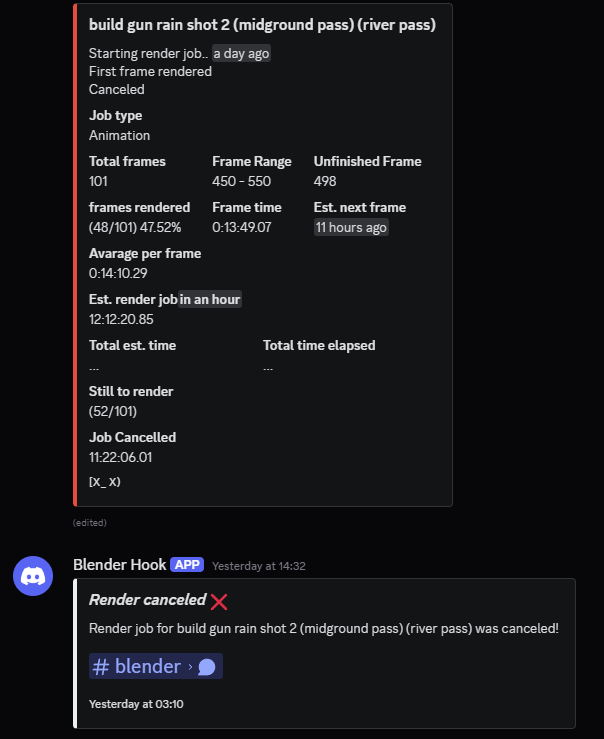 build gun rain shot 2 (midground pass) (river pass)
Starting render job.. a day ago
First frame rendered
Canceled
Job type
Animation
Total frames Frame Range Unfinished Frame
101 450 - 550 498
frames rendered Frame time Est. next frame
(48/101) 47.52% 0:13:49.07 11 hours ago
Avarage per frame
0:14:10.29
Est. render job in an hour
12:12:20.85
Total est. time Total time elapsed
... ...
Still to render
(52/101)
Job Cancelled
11:22:06.01
[X_ X)
(edited)
Blender Hook APP Yesterday at 14:32
Render canceled ❌
Render job for build gun rain shot 2 (midground pass) (river pass) was canceled!
# blender ›
Yesterday at 03:10